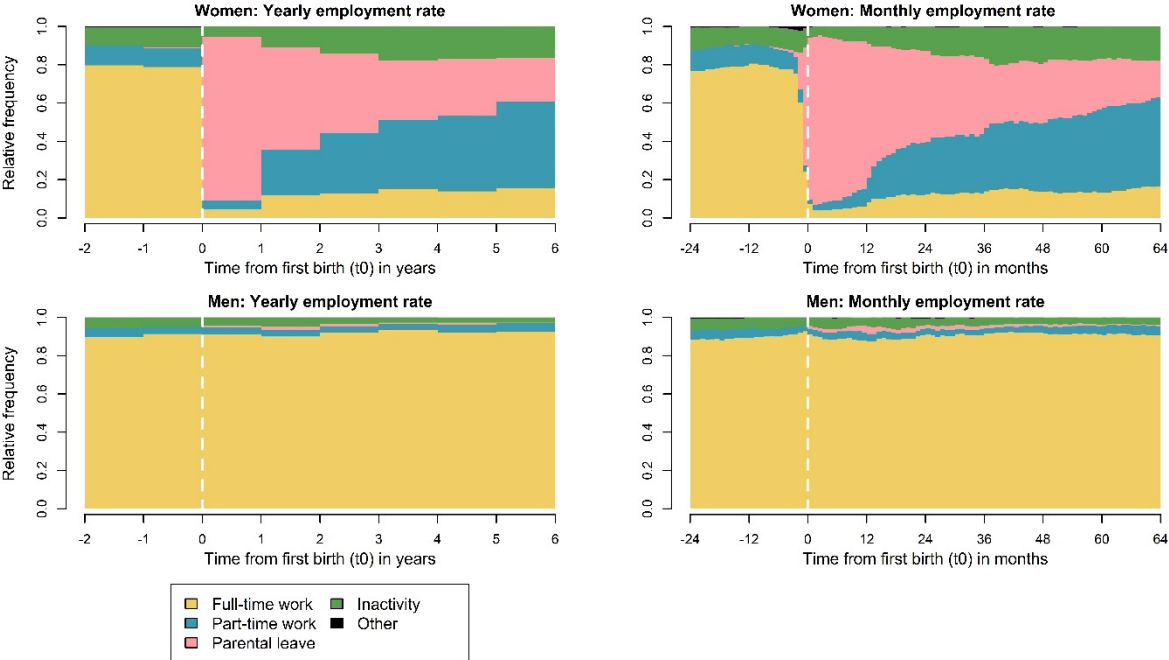 Women: Yearly employment rate
Relative frequency
1.0
0.8
0.6
0.4
0.2
0.0
-2 -1 0 1 2 3 4 5 6
Time from first birth (t0) in years
Women: Monthly employment rate
1.0
0.8
0.6
0.4
0.2
0.0
-24 -12 0 12 24 36 48 60 64
Time from first birth (t0) in months
Men: Yearly employment rate
Relative frequency
1.0
0.8
0.6
0.4
0.2
0.0
-2 -1 0 1 2 3 4 5 6
Time from first birth (t0) in years
Men: Monthly employment rate
1.0
0.8
0.6
0.4
0.2
0.0
-24 -12 0 12 24 36 48 60 64
Time from first birth (t0) in months
Full-time work
Part-time work
Parental leave
Inactivity
Other